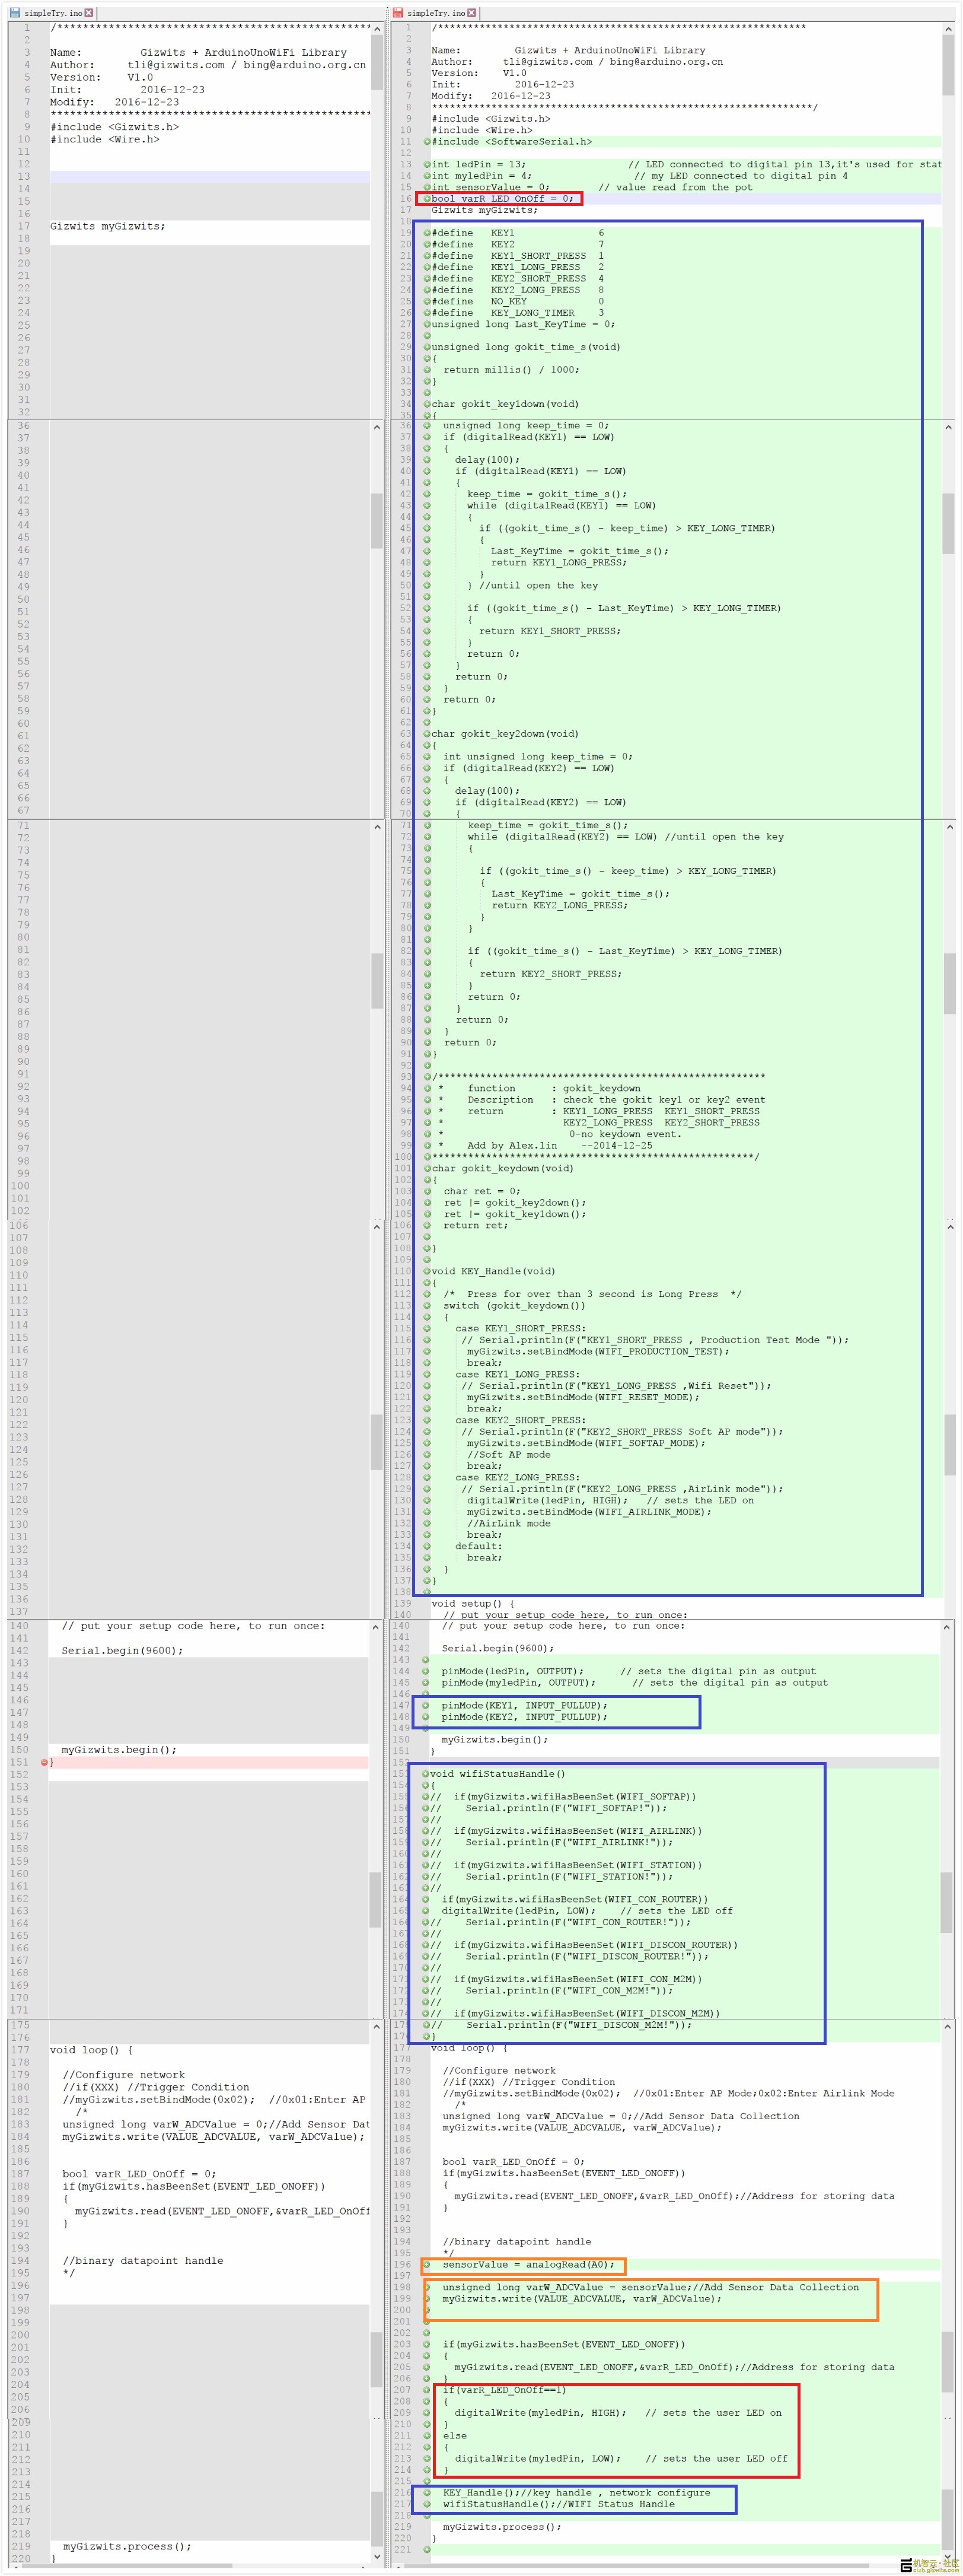 simpleTry.ino
1 /**************************************************
3 Name: Gizwits + ArduinoUnoWiFi Library
4 Author: tli@gizwits.com / bing@arduino.org.cn
5 Version: V1.0
6 Init: 2016-12-23
7 Modify: 2016-12-23
8 **************************************************
9 #include <Gizwits.h>
10 #include <Wire.h>
17 Gizwits myGizwits;
140 // put your setup code here, to run once:
142 Serial.begin(9600);
150 myGizwits.begin();
151 }
177 void loop() {
179 //Configure network
180 //if(XXX) //Trigger Condition
181 //myGizwits.setBindMode(0x02); //0x01:Enter AP
182 /*
183 unsigned long varW_ADCValue = 0;//Add Sensor Dat
184 myGizwits.write(VALUE_ADCVALUE, varW_ADCValue);
187 bool varR_LED_OnOff = 0;
188 if(myGizwits.hasBeenSet(EVENT_LED_ONOFF))
189 {
190 myGizwits.read(EVENT_LED_ONOFF,&varR_LED_OnOff
191 }
194 //binary datapoint handle
195 */
219 myGizwits.process();
220 }
simpleTry.ino
1 /**************************************************************
3 Name: Gizwits + ArduinoUnoWiFi Library
4 Author: tli@gizwits.com / bing@arduino.org.cn
5 Version: V1.0
6 Init: 2016-12-23
7 Modify: 2016-12-23
8 ****************************************************************/
9 #include <Gizwits.h>
10 #include <Wire.h>
11 #include <SoftwareSerial.h>
13 int ledPin = 13; // LED connected to digital pin 13,it's used for stat
14 int myledPin = 4; // my LED connected to digital pin 4
15 int sensorValue = 0; // value read from the pot
16 bool varR_LED_OnOff = 0;
17 Gizwits myGizwits;
19 #define KEY1 6
20 #define KEY2 7
21 #define KEY1_SHORT_PRESS 1
22 #define KEY1_LONG_PRESS 2
23 #define KEY2_SHORT_PRESS 4
24 #define KEY2_LONG_PRESS 8
25 #define NO_KEY 0
26 #define KEY_LONG_TIMER 3
27 unsigned long Last_KeyTime = 0;
29 unsigned long gokit_time_s(void)
30 {
31 return millis() / 1000;
32 }
34 char gokit_key1down(void)
35 {
36 unsigned long keep_time = 0;
37 if (digitalRead(KEY1) == LOW)
38 {
39 delay(100);
40 if (digitalRead(KEY1) == LOW)
41 {
42 keep_time = gokit_time_s();
43 while (digitalRead(KEY1) == LOW)
44 {
45 if ((gokit_time_s() - keep_time) > KEY_LONG_TIMER)
46 {
47 Last_KeyTime = gokit_time_s();
48 return KEY1_LONG_PRESS;
49 }
50 } //until open the key
52 if ((gokit_time_s() - Last_KeyTime) > KEY_LONG_TIMER)
53 {
54 return KEY1_SHORT_PRESS;
55 }
56 return 0;
57 }
58 return 0;
59 }
60 return 0;
61 }
63 char gokit_key2down(void)
64 {
65 int unsigned long keep_time = 0;
66 if (digitalRead(KEY2) == LOW)
67 {
68 delay(100);
69 if (digitalRead(KEY2) == LOW)
70 {
71 keep_time = gokit_time_s();
72 while (digitalRead(KEY2) == LOW) //until open the key
73 {
75 if ((gokit_time_s() - keep_time) > KEY_LONG_TIMER)
76 {
77 Last_KeyTime = gokit_time_s();
78 return KEY2_LONG_PRESS;
79 }
80 }
82 if ((gokit_time_s() - Last_KeyTime) > KEY_LONG_TIMER)
83 {
84 return KEY2_SHORT_PRESS;
85 }
86 return 0;
87 }
88 return 0;
89 }
90 return 0;
91 }
93 /*******************************************************
94 * function : gokit_keydown
95 * Description : check the gokit key1 or key2 event
96 * return : KEY1_LONG_PRESS KEY1_SHORT_PRESS
97 * KEY2_LONG_PRESS KEY2_SHORT_PRESS
98 * 0-no keydown event.
99 * Add by Alex.lin --2014-12-25
100 ******************************************************/
101 char gokit_keydown(void)
102 {
103 char ret = 0;
104 ret |= gokit_key2down();
105 ret |= gokit_key1down();
106 return ret;
108 }
110 void KEY_Handle(void)
111 {
112 /* Press for over than 3 second is Long Press */
113 switch (gokit_keydown())
114 {
115 case KEY1_SHORT_PRESS:
116 // Serial.println(F("KEY1_SHORT_PRESS , Production Test Mode "));
117 myGizwits.setBindMode(WIFI_PRODUCTION_TEST);
118 break;
119 case KEY1_LONG_PRESS:
120 // Serial.println(F("KEY1_LONG_PRESS ,Wifi Reset"));
121 myGizwits.setBindMode(WIFI_RESET_MODE);
122 break;
123 case KEY2_SHORT_PRESS:
124 // Serial.println(F("KEY2_SHORT_PRESS Soft AP mode"));
125 myGizwits.setBindMode(WIFI_SOFTAP_MODE);
126 //Soft AP mode
127 break;
128 case KEY2_LONG_PRESS:
129 // Serial.println(F("KEY2_LONG_PRESS ,AirLink mode"));
130 digitalWrite(ledPin, HIGH); // sets the LED on
131 myGizwits.setBindMode(WIFI_AIRLINK_MODE);
132 //AirLink mode
133 break;
134 default:
135 break;
136 }
137 }
139 void setup() {
140 // put your setup code here, to run once:
140 // put your setup code here, to run once:
142 Serial.begin(9600);
144 pinMode(ledPin, OUTPUT); // sets the digital pin as output
145 pinMode(myledPin, OUTPUT); // sets the digital pin as output
147 pinMode(KEY1, INPUT_PULLUP);
148 pinMode(KEY2, INPUT_PULLUP);
150 myGizwits.begin();
151 }
153 void wifiStatusHandle()
154 {
155 // if(myGizwits.wifiHasBeenSet(WIFI_SOFTAP))
156 // Serial.println(F("WIFI_SOFTAP!"));
157 //
158 // if(myGizwits.wifiHasBeenSet(WIFI_AIRLINK))
159 // Serial.println(F("WIFI_AIRLINK!"));
160 //
161 // if(myGizwits.wifiHasBeenSet(WIFI_STATION))
162 // Serial.println(F("WIFI_STATION!"));
163 //
164 if(myGizwits.wifiHasBeenSet(WIFI_CON_ROUTER))
165 digitalWrite(ledPin, LOW); // sets the LED off
166 // Serial.println(F("WIFI_CON_ROUTER!"));
167 //
168 // if(myGizwits.wifiHasBeenSet(WIFI_DISCON_ROUTER))
169 // Serial.println(F("WIFI_DISCON_ROUTER!"));
170 //
171 // if(myGizwits.wifiHasBeenSet(WIFI_CON_M2M))
172 // Serial.println(F("WIFI_CON_M2M!"));
173 //
174 // if(myGizwits.wifiHasBeenSet(WIFI_DISCON_M2M))
175 // Serial.println(F("WIFI_DISCON_M2M!"));
176 }
177 void loop() {
179 //Configure network
180 //if(XXX) //Trigger Condition
181 //myGizwits.setBindMode(0x02); //0x01:Enter AP Mode;0x02:Enter Airlink Mode
182 /*
183 unsigned long varW_ADCValue = 0;//Add Sensor Data Collection
184 myGizwits.write(VALUE_ADCVALUE, varW_ADCValue);
187 bool varR_LED_OnOff = 0;
188 if(myGizwits.hasBeenSet(EVENT_LED_ONOFF))
189 {
190 myGizwits.read(EVENT_LED_ONOFF,&varR_LED_OnOff);//Address for storing data
191 }
194 //binary datapoint handle
195 */
196 sensorValue = analogRead(A0);
198 unsigned long varW_ADCValue = sensorValue;//Add Sensor Data Collection
199 myGizwits.write(VALUE_ADCVALUE, varW_ADCValue);
203 if(myGizwits.hasBeenSet(EVENT_LED_ONOFF))
204 {
205 myGizwits.read(EVENT_LED_ONOFF,&varR_LED_OnOff);//Address for storing data
206 }
207 if(varR_LED_OnOff==1)
208 {
209 digitalWrite(myledPin, HIGH); // sets the user LED on
210 }
211 else
212 {
213 digitalWrite(myledPin, LOW); // sets the user LED off
214 }
216 KEY_Handle();//key handle , network configure
217 wifiStatusHandle();//WIFI Status Handle
219 myGizwits.process();
220 }
221
机智云·社区
club.gizwits.com